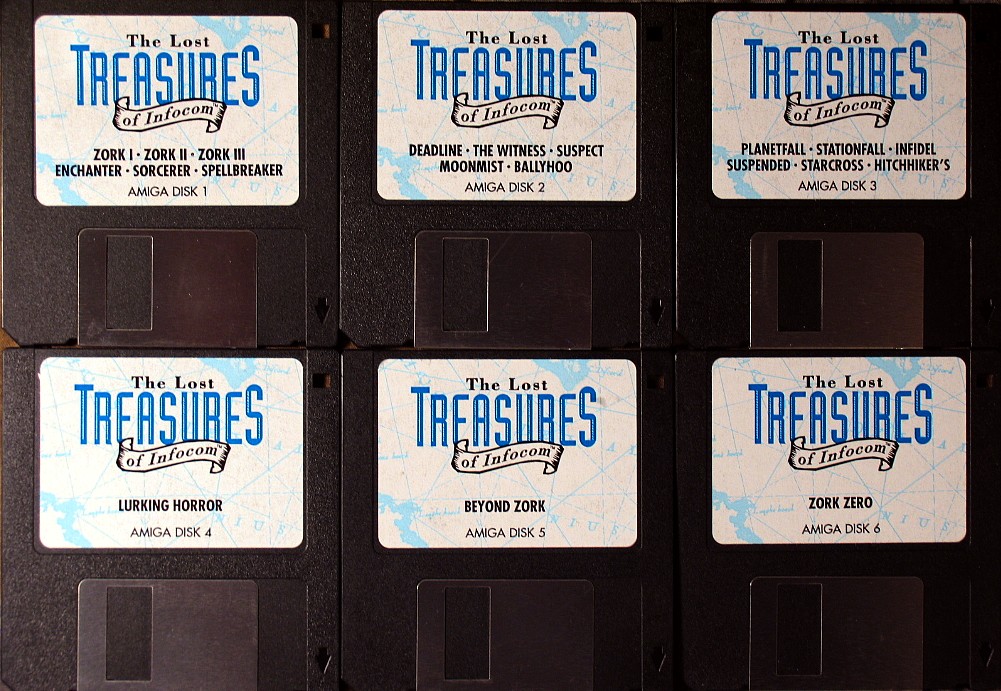 The Lost
TREASURES
of Infocom
ZORK I · ZORK II · ZORK III
ENCHANTER · SORCERER · SPELLBREAKER
AMIGA DISK 1
The Lost
TREASURES
of Infocom
DEADLINE · THE WITNESS · SUSPECT
MOONMIST · BALLYHOO
AMIGA DISK 2
The Lost
TREASURES
of Infocom
PLANETFALL · STATIONFALL · INFIDEL
SUSPENDED · STARCROSS · HITCHHIKER'S
AMIGA DISK 3
The Lost
TREASURES
of Infocom
LURKING HORROR
AMIGA DISK 4
The Lost
TREASURES
of Infocom
BEYOND ZORK
AMIGA DISK 5
The Lost
TREASURES
of Infocom
ZORK ZERO
AMIGA DISK 6